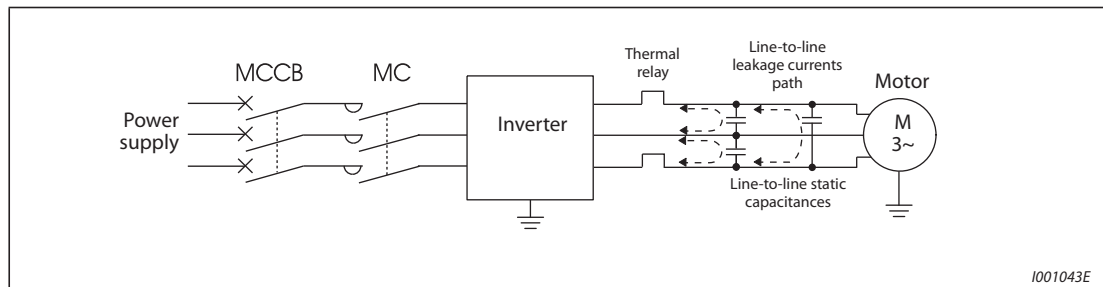 MCCB
MC
Power
supply
Inverter
Thermal
relay
Line-to-line
leakage currents
path
Motor
M
3~
Line-to-line static
capacitances
I001043E